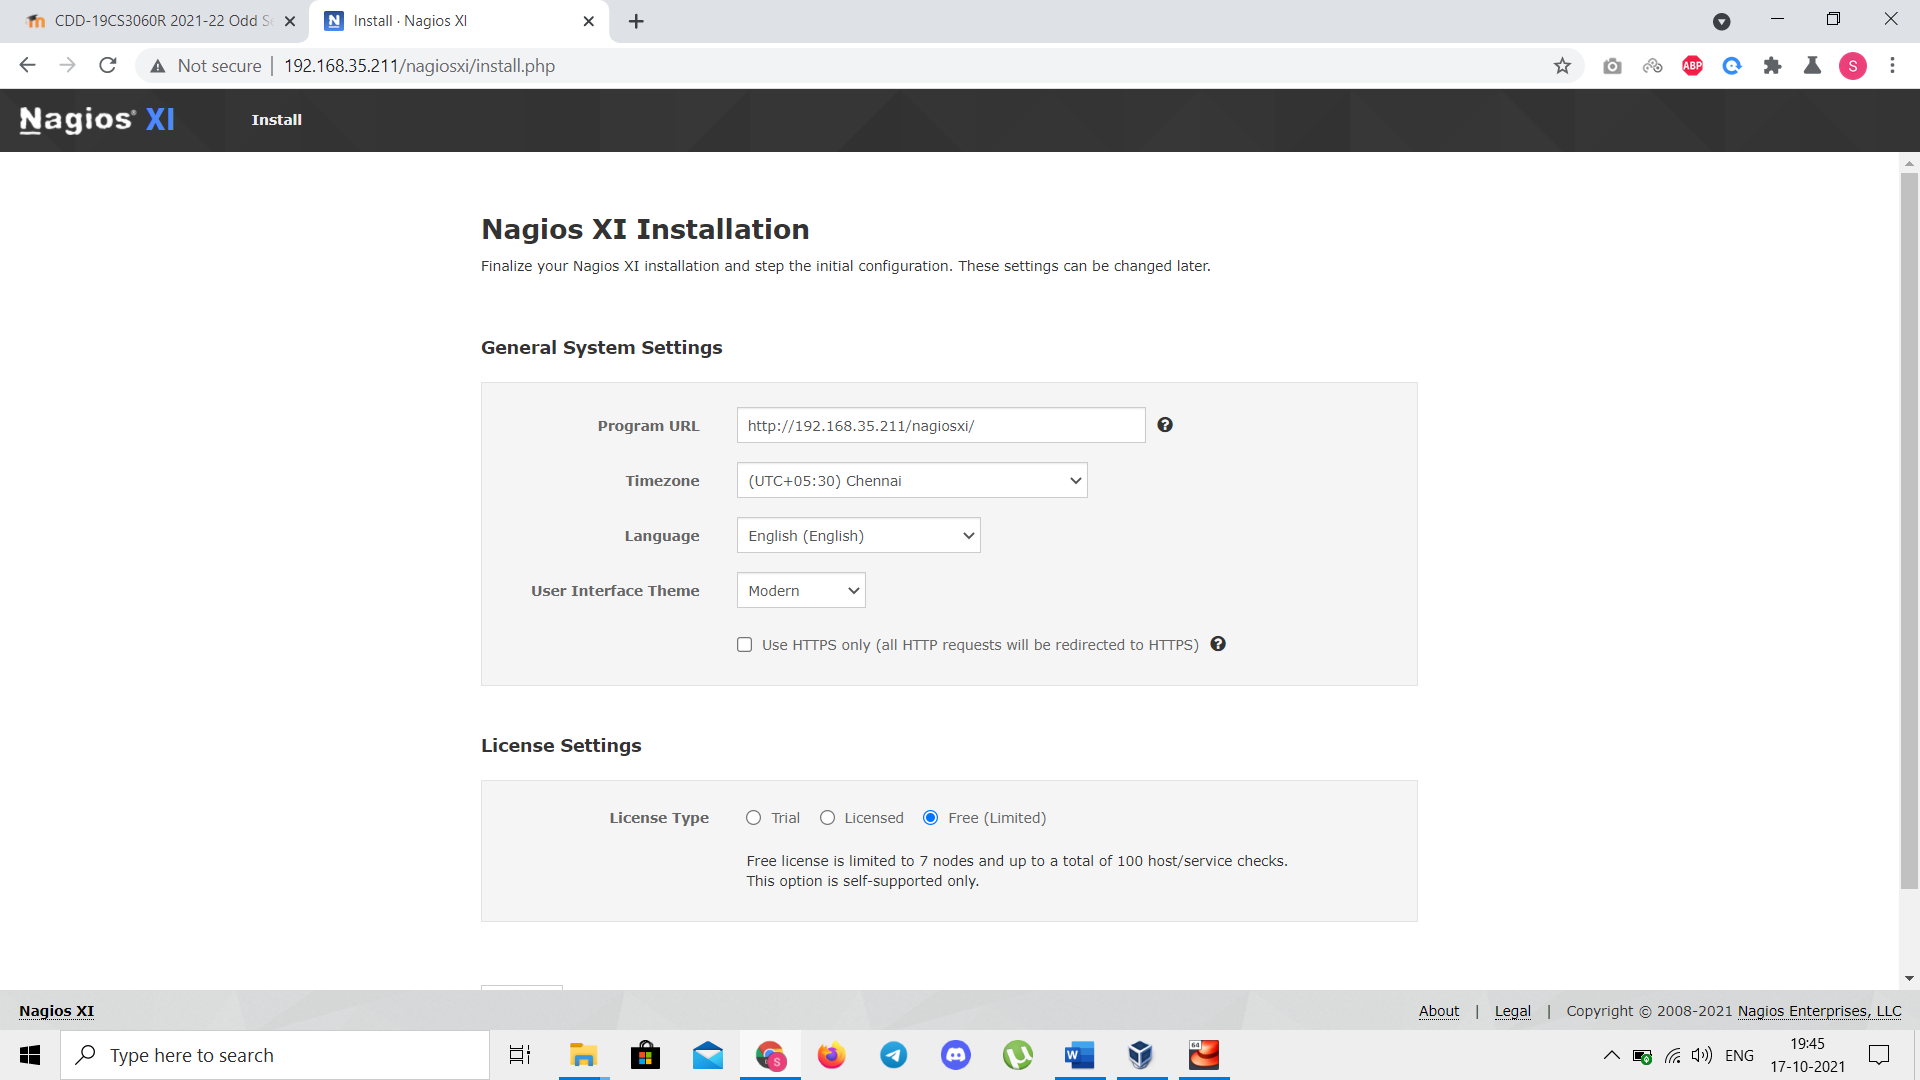 CDD-19CS3060R 2021-22 Odd Se
Install · Nagios XI
Not secure | 192.168.35.211/nagiosxi/install.php
ABP
S
Nagios® XI
Install
Nagios XI Installation
Finalize your Nagios XI installation and step the initial configuration. These settings can be changed later.
General System Settings
Program URL http://192.168.35.211/nagiosxi/
Timezone (UTC+05:30) Chennai
Language English (English)
User Interface Theme Modern
Use HTTPS only (all HTTP requests will be redirected to HTTPS)
License Settings
License Type Trial Licensed Free (Limited)
Free license is limited to 7 nodes and up to a total of 100 host/service checks.
This option is self-supported only.
Nagios XI
About | Legal | Copyright © 2008-2021 Nagios Enterprises, LLC
Type here to search
ENG
19:45
17-10-2021